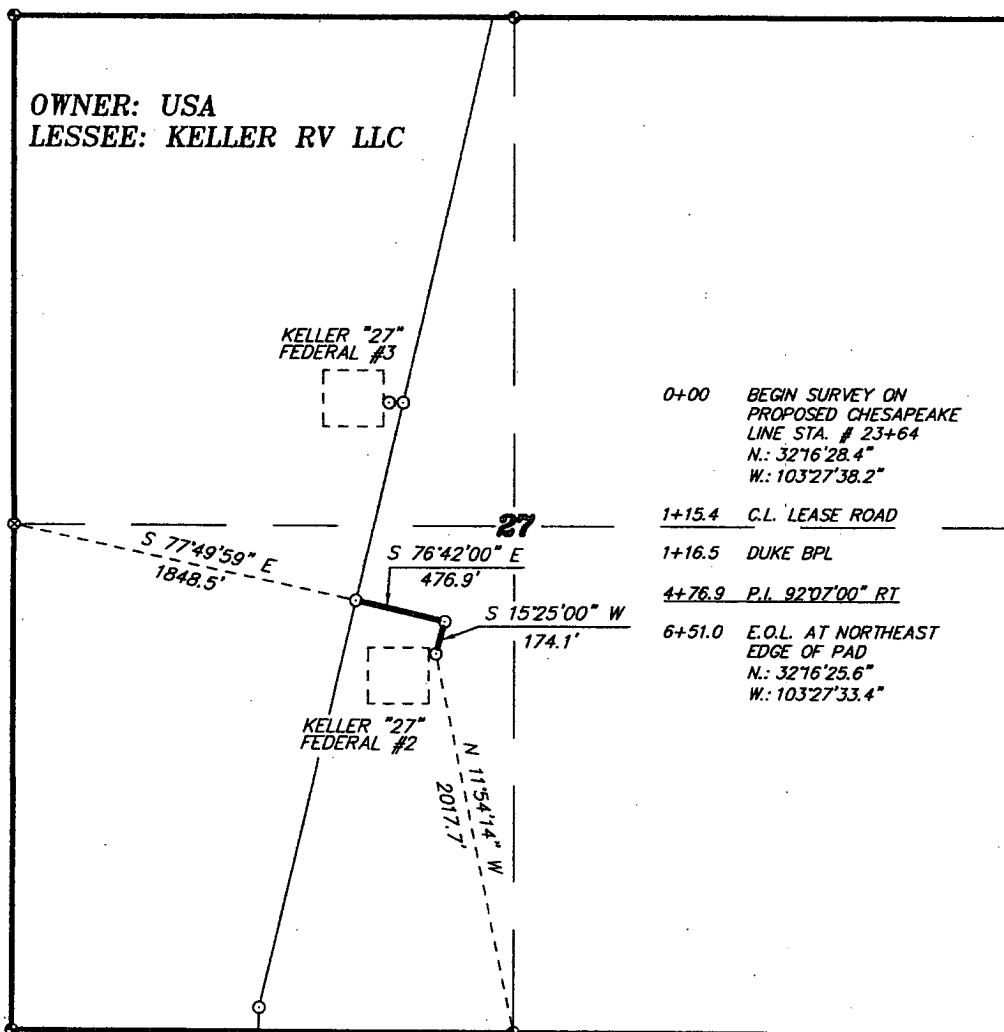 OWNER: USA
LESSEE: KELLER RV LLC
KELLER "27"
FEDERAL #3
0+00 BEGIN SURVEY ON
PROPOSED CHESAPEAKE
LINE STA. # 23+64
N.: 32°16'28.4"
W.: 103°27'38.2"
27
1+15.4 C.L. LEASE ROAD
S 77°49'59" E
1848.5'
S 76°42'00" E
476.9'
1+16.5 DUKE BPL
4+76.9 P.I. 92°07'00" RT
S 15°25'00" W
174.1'
6+51.0 E.O.L. AT NORTHEAST
EDGE OF PAD
N.: 32°16'25.6"
W.: 103°27'33.4"
KELLER "27"
FEDERAL #2
N 11°54'14" W
2017.7'